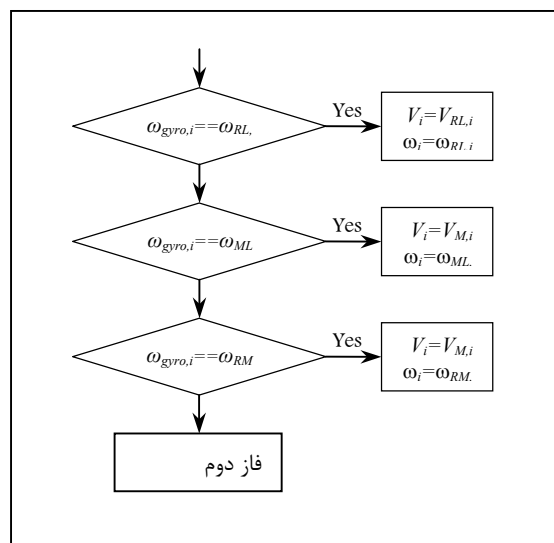 ω_gyro,i==ω_RL,
Yes
V_i=V_RL,i
ω_i=ω_RL,i
ω_gyro,i==ω_ML
Yes
V_i=V_M,i
ω_i=ω_ML.
ω_gyro,i==ω_RM
Yes
V_i=V_M,i
ω_i=ω_RM.
فاز دوم